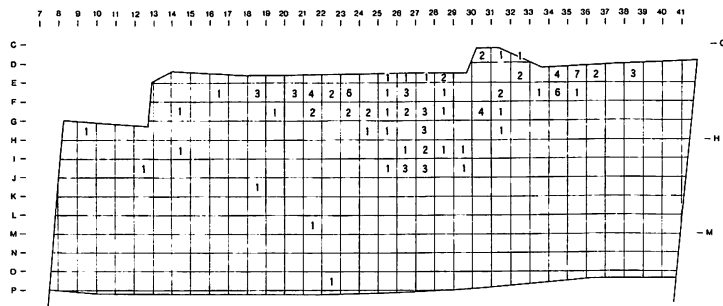 7 8 9 10 11 12 13 14 15 16 17 18 19 20 21 22 23 24 25 26 27 28 29 30 31 32 33 34 35 36 37 38 39 40 41
C – – C
2 1 1
D –
1 1 2 2 4 7 2 3
E –
1 3 3 4 2 6 1 3 1 2 1 6 1
F –
1 1 2 2 2 1 2 3 1 4 1
G –
1 1 1 3 1
H – – H
1 1 2 1 1
I –
1 1 3 3 1
J –
1
K –
L –
1
M – – M
N –
O –
1
P –